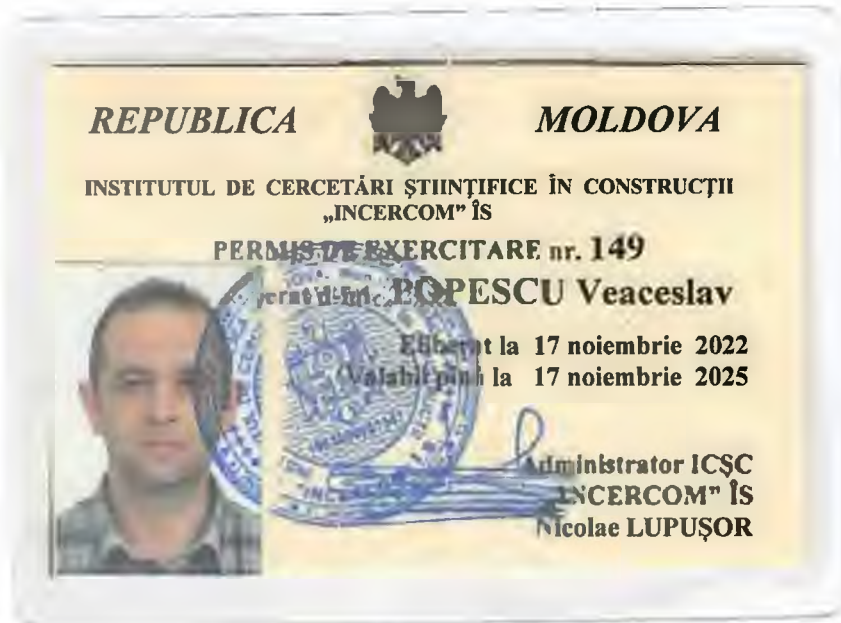 REPUBLICA MOLDOVA
INSTITUTUL DE CERCETĂRI ŞTIINŢIFICE ÎN CONSTRUCŢII
„INCERCOM” ÎS
PERMIS DE EXERCITARE nr. 149
POPESCU Veaceslav
Eliberat la 17 noiembrie 2022
Valabil pînă la 17 noiembrie 2025
Administrator ICŞC
"INCERCOM” ÎS
Nicolae LUPUŞOR